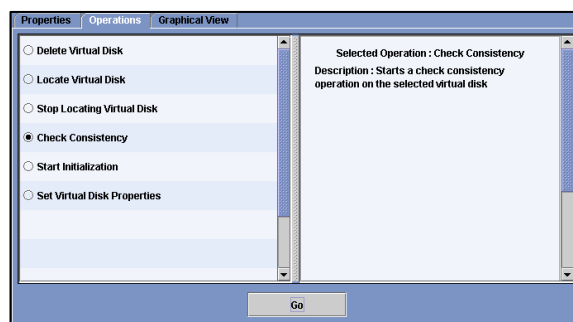 Properties Operations Graphical View
Delete Virtual Disk
Locate Virtual Disk
Stop Locating Virtual Disk
Check Consistency
Start Initialization
Set Virtual Disk Properties
Selected Operation : Check Consistency
Description : Starts a check consistency
operation on the selected virtual disk
Go